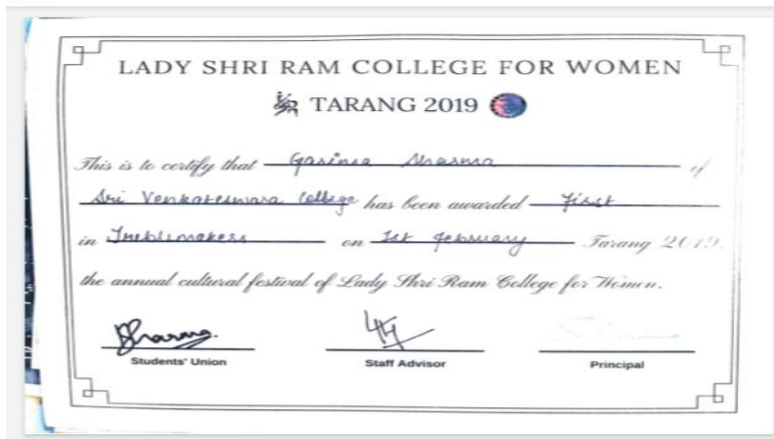 LADY SHRI RAM COLLEGE FOR WOMEN
TARANG 2019
This is to certify that Garima Sharma of
Sri Venkateswara College has been awarded First
in Treblemakers on 1st February Tarang 2019,
the annual cultural festival of Lady Shri Ram College for Women.
Sharma
Students' Union Staff Advisor Principal